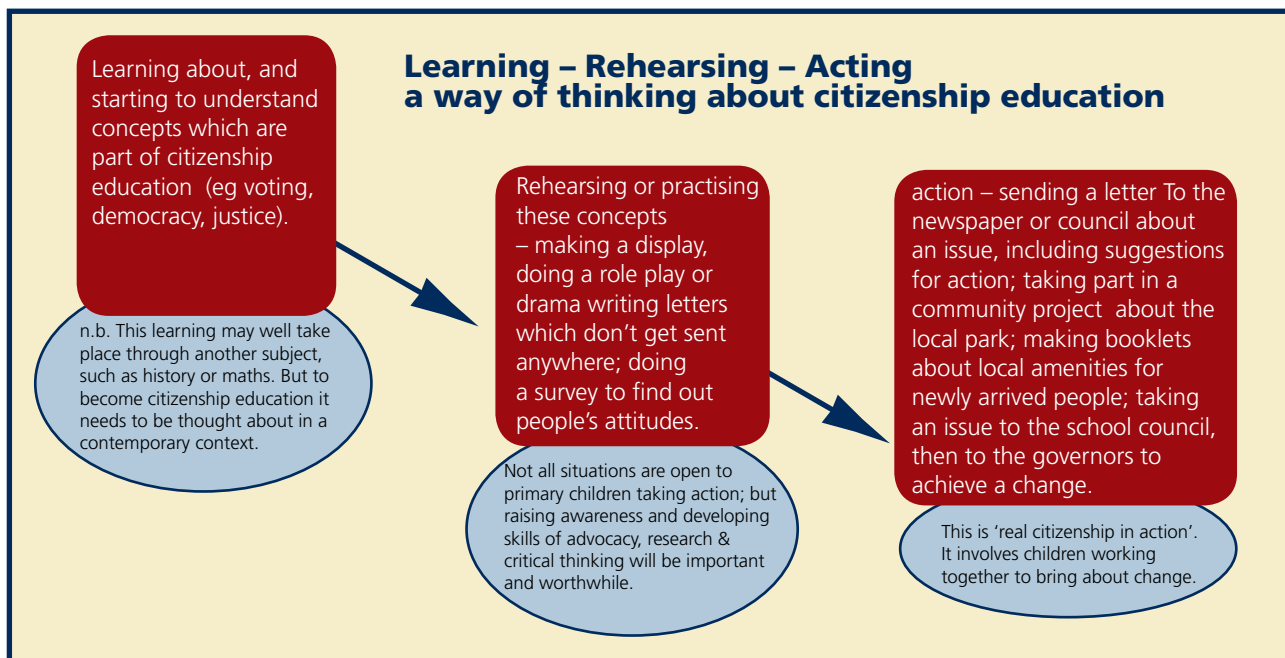 Learning – Rehearsing – Acting
a way of thinking about citizenship education
Learning about, and
starting to understand
concepts which are
part of citizenship
education (eg voting,
democracy, justice).
n.b. This learning may well take
place through another subject,
such as history or maths. But to
become citizenship education it
needs to be thought about in a
contemporary context.
Rehearsing or practising
these concepts
– making a display,
doing a role play or
drama writing letters
which don’t get sent
anywhere; doing
a survey to find out
people’s attitudes.
Not all situations are open to
primary children taking action; but
raising awareness and developing
skills of advocacy, research &
critical thinking will be important
and worthwhile.
action – sending a letter To the
newspaper or council about
an issue, including suggestions
for action; taking part in a
community project about the
local park; making booklets
about local amenities for
newly arrived people; taking
an issue to the school council,
then to the governors to
achieve a change.
This is ‘real citizenship in action’.
It involves children working
together to bring about change.